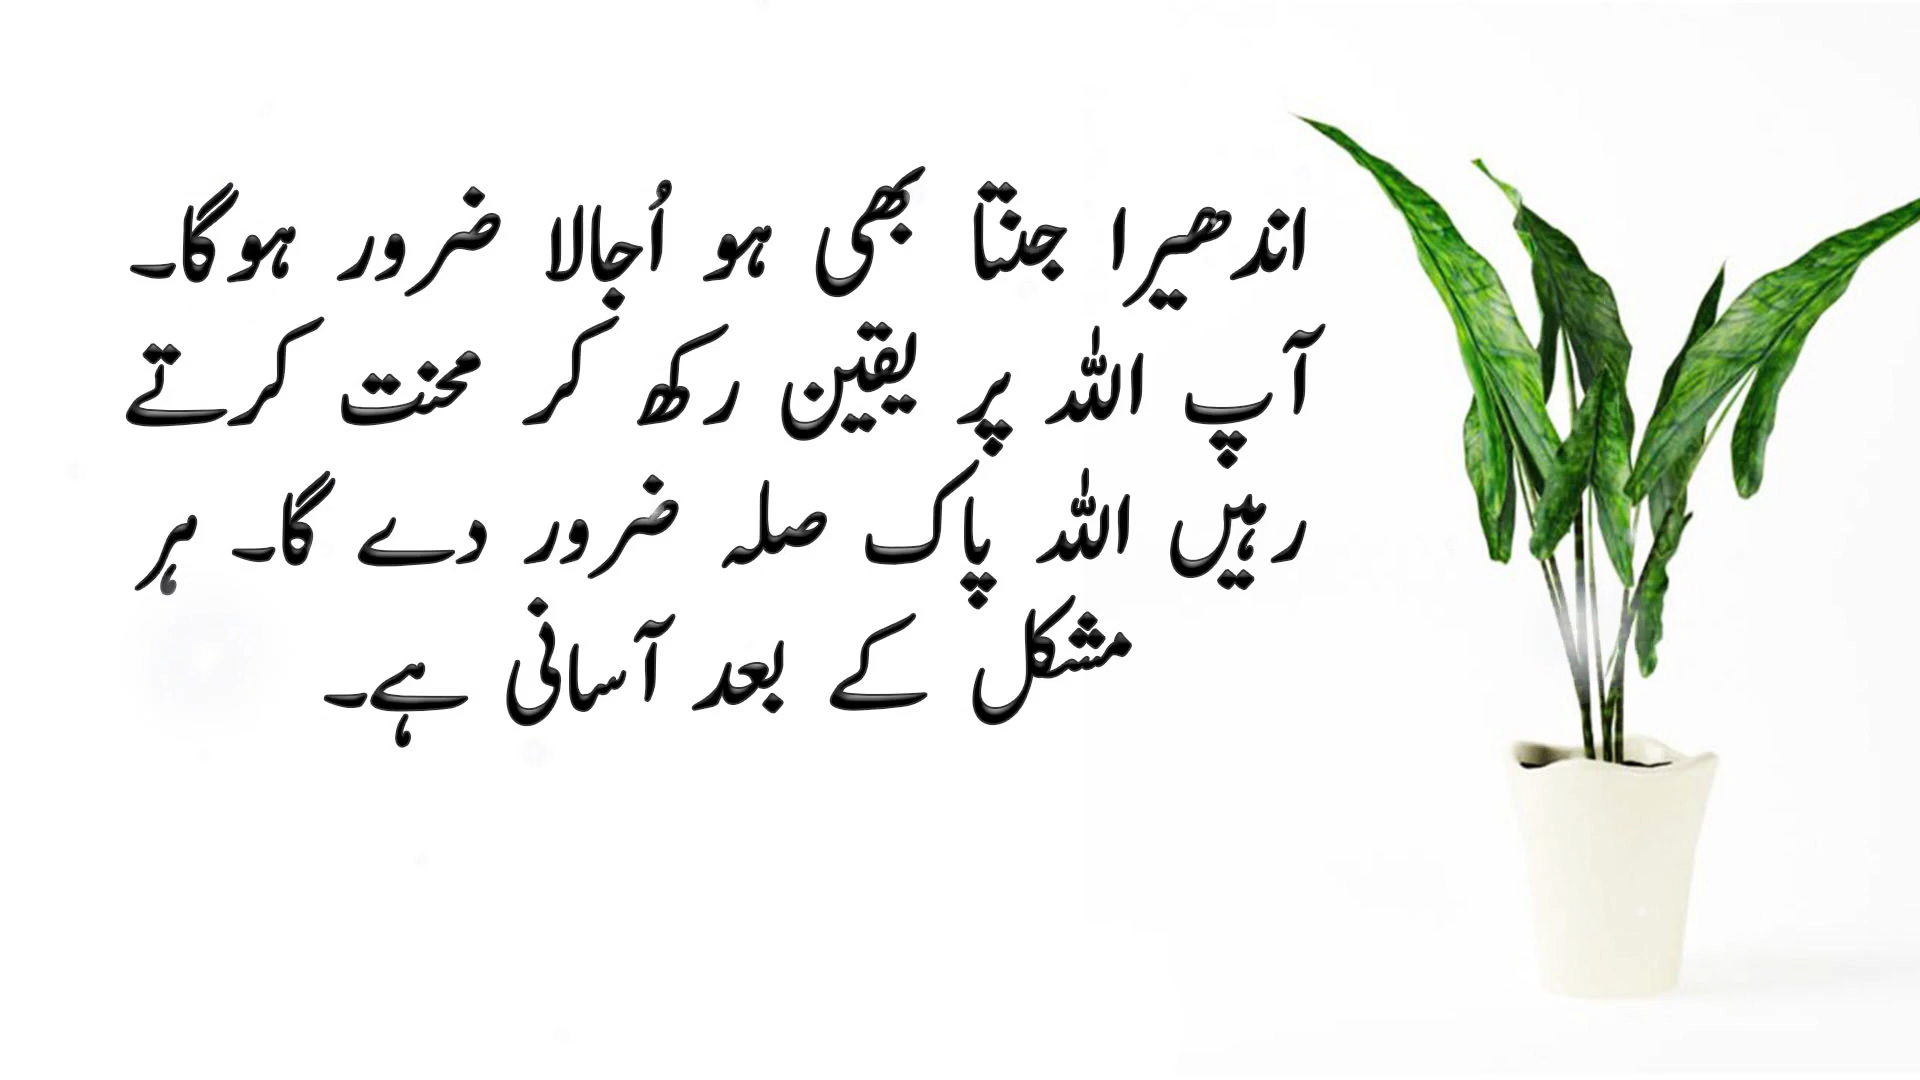 اندھیرا جنتا بھی ہو اُجالا ضرور ہوگا۔
آپ اللہ پر یقین رکھ کر محنت کرتے
رہیں اللہ پاک صلہ ضرور دے گا۔ ہر
مشکل کے بعد آسانی ہے۔